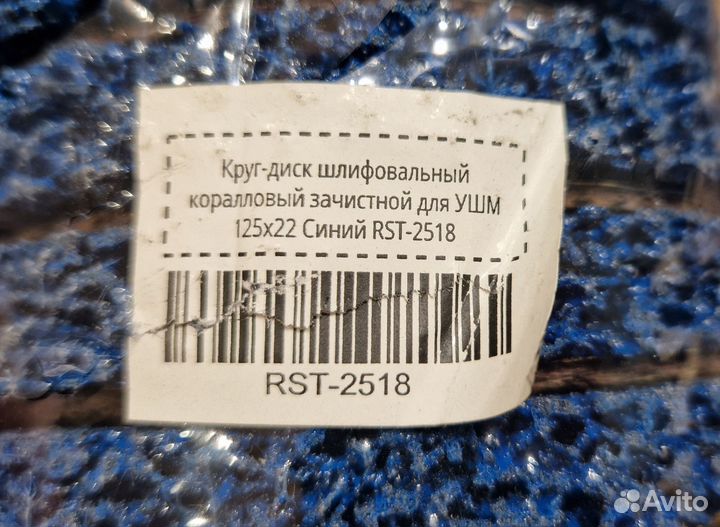 Круг-диск шлифовальный
коралловый зачистной для УШМ
125x22 Синий RST-2518
RST-2518
Avito